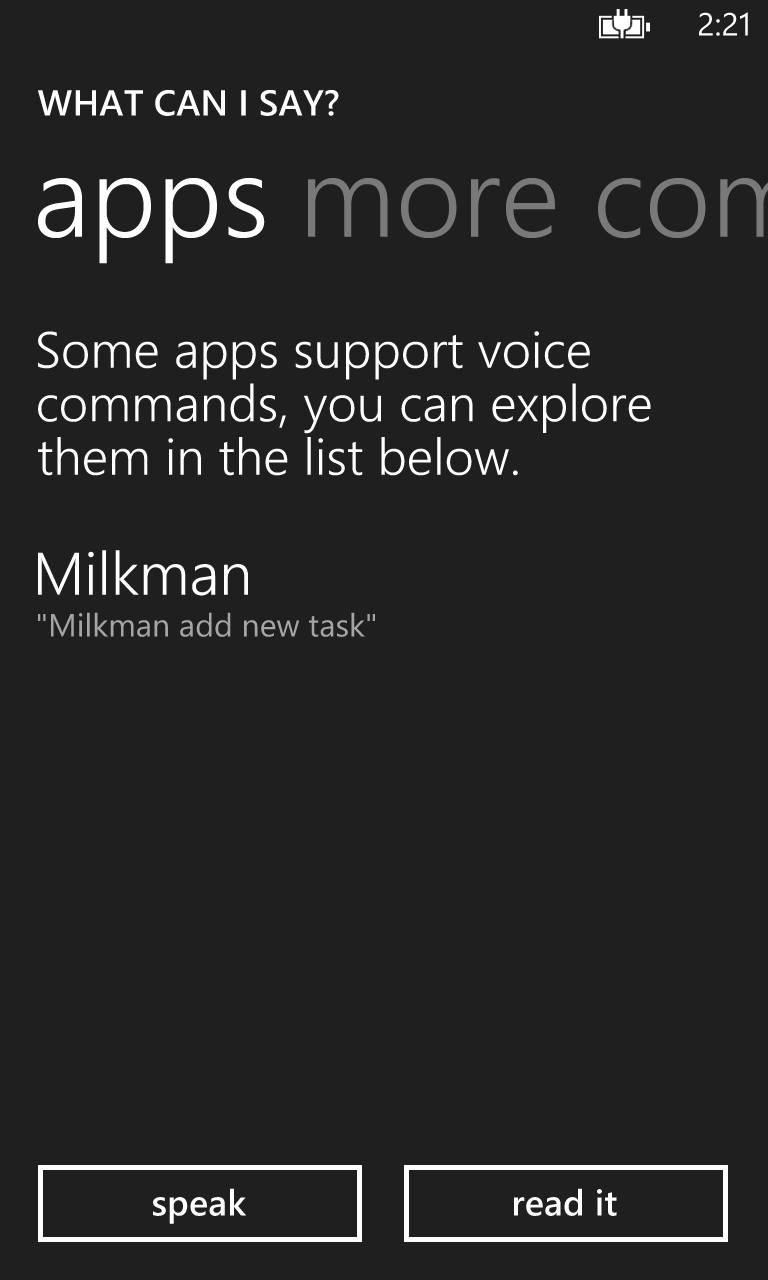 2:21
WHAT CAN I SAY?
apps more com
Some apps support voice
commands, you can explore
them in the list below.
Milkman
"Milkman add new task"
speak read it